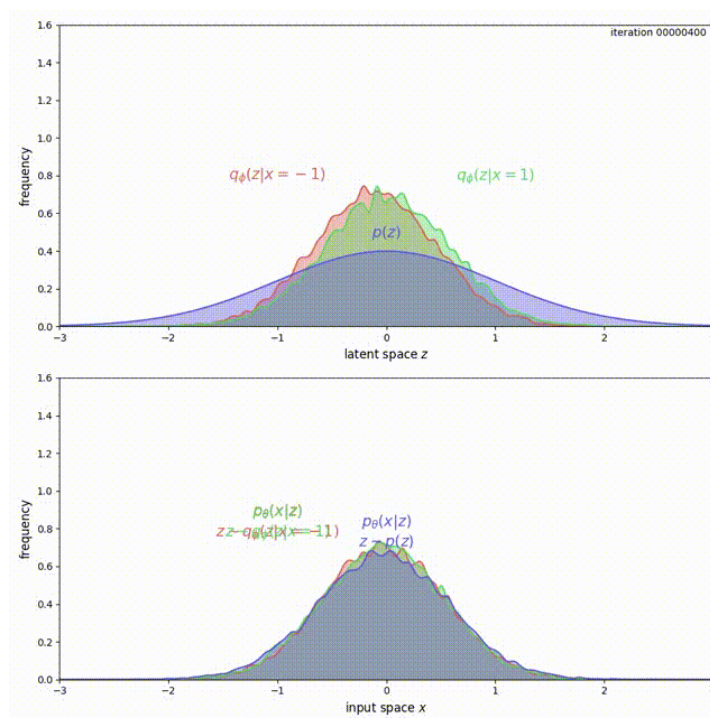 iteration 00000400
1.6
1.4
1.2
1.0
0.8
0.6
0.4
0.2
0.0
frequency
qϕ(z|x = − 1)
qϕ(z|x = 1)
p(z)
−3
−2
−1
0
1
2
latent space z
1.6
1.4
1.2
1.0
0.8
0.6
0.4
0.2
0.0
frequency
pθ(x|z)
pθ(x|z)
z ~ p(z)
−3
−2
−1
0
1
2
input space x